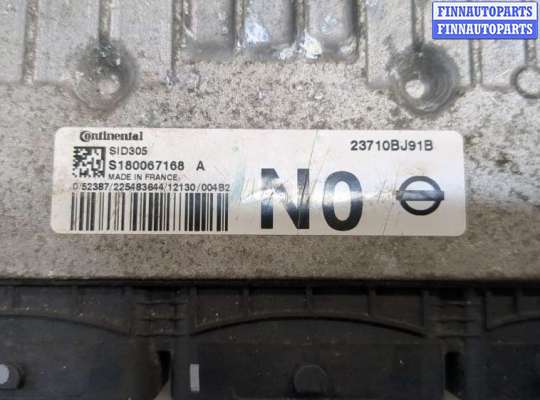 FINNAUTOPARTS
FINNAUTOPARTS
Continental
SID305
S180067168 A
MADE IN FRANCE
0/52387/225483644/12130/004B2
23710BJ91B
N0